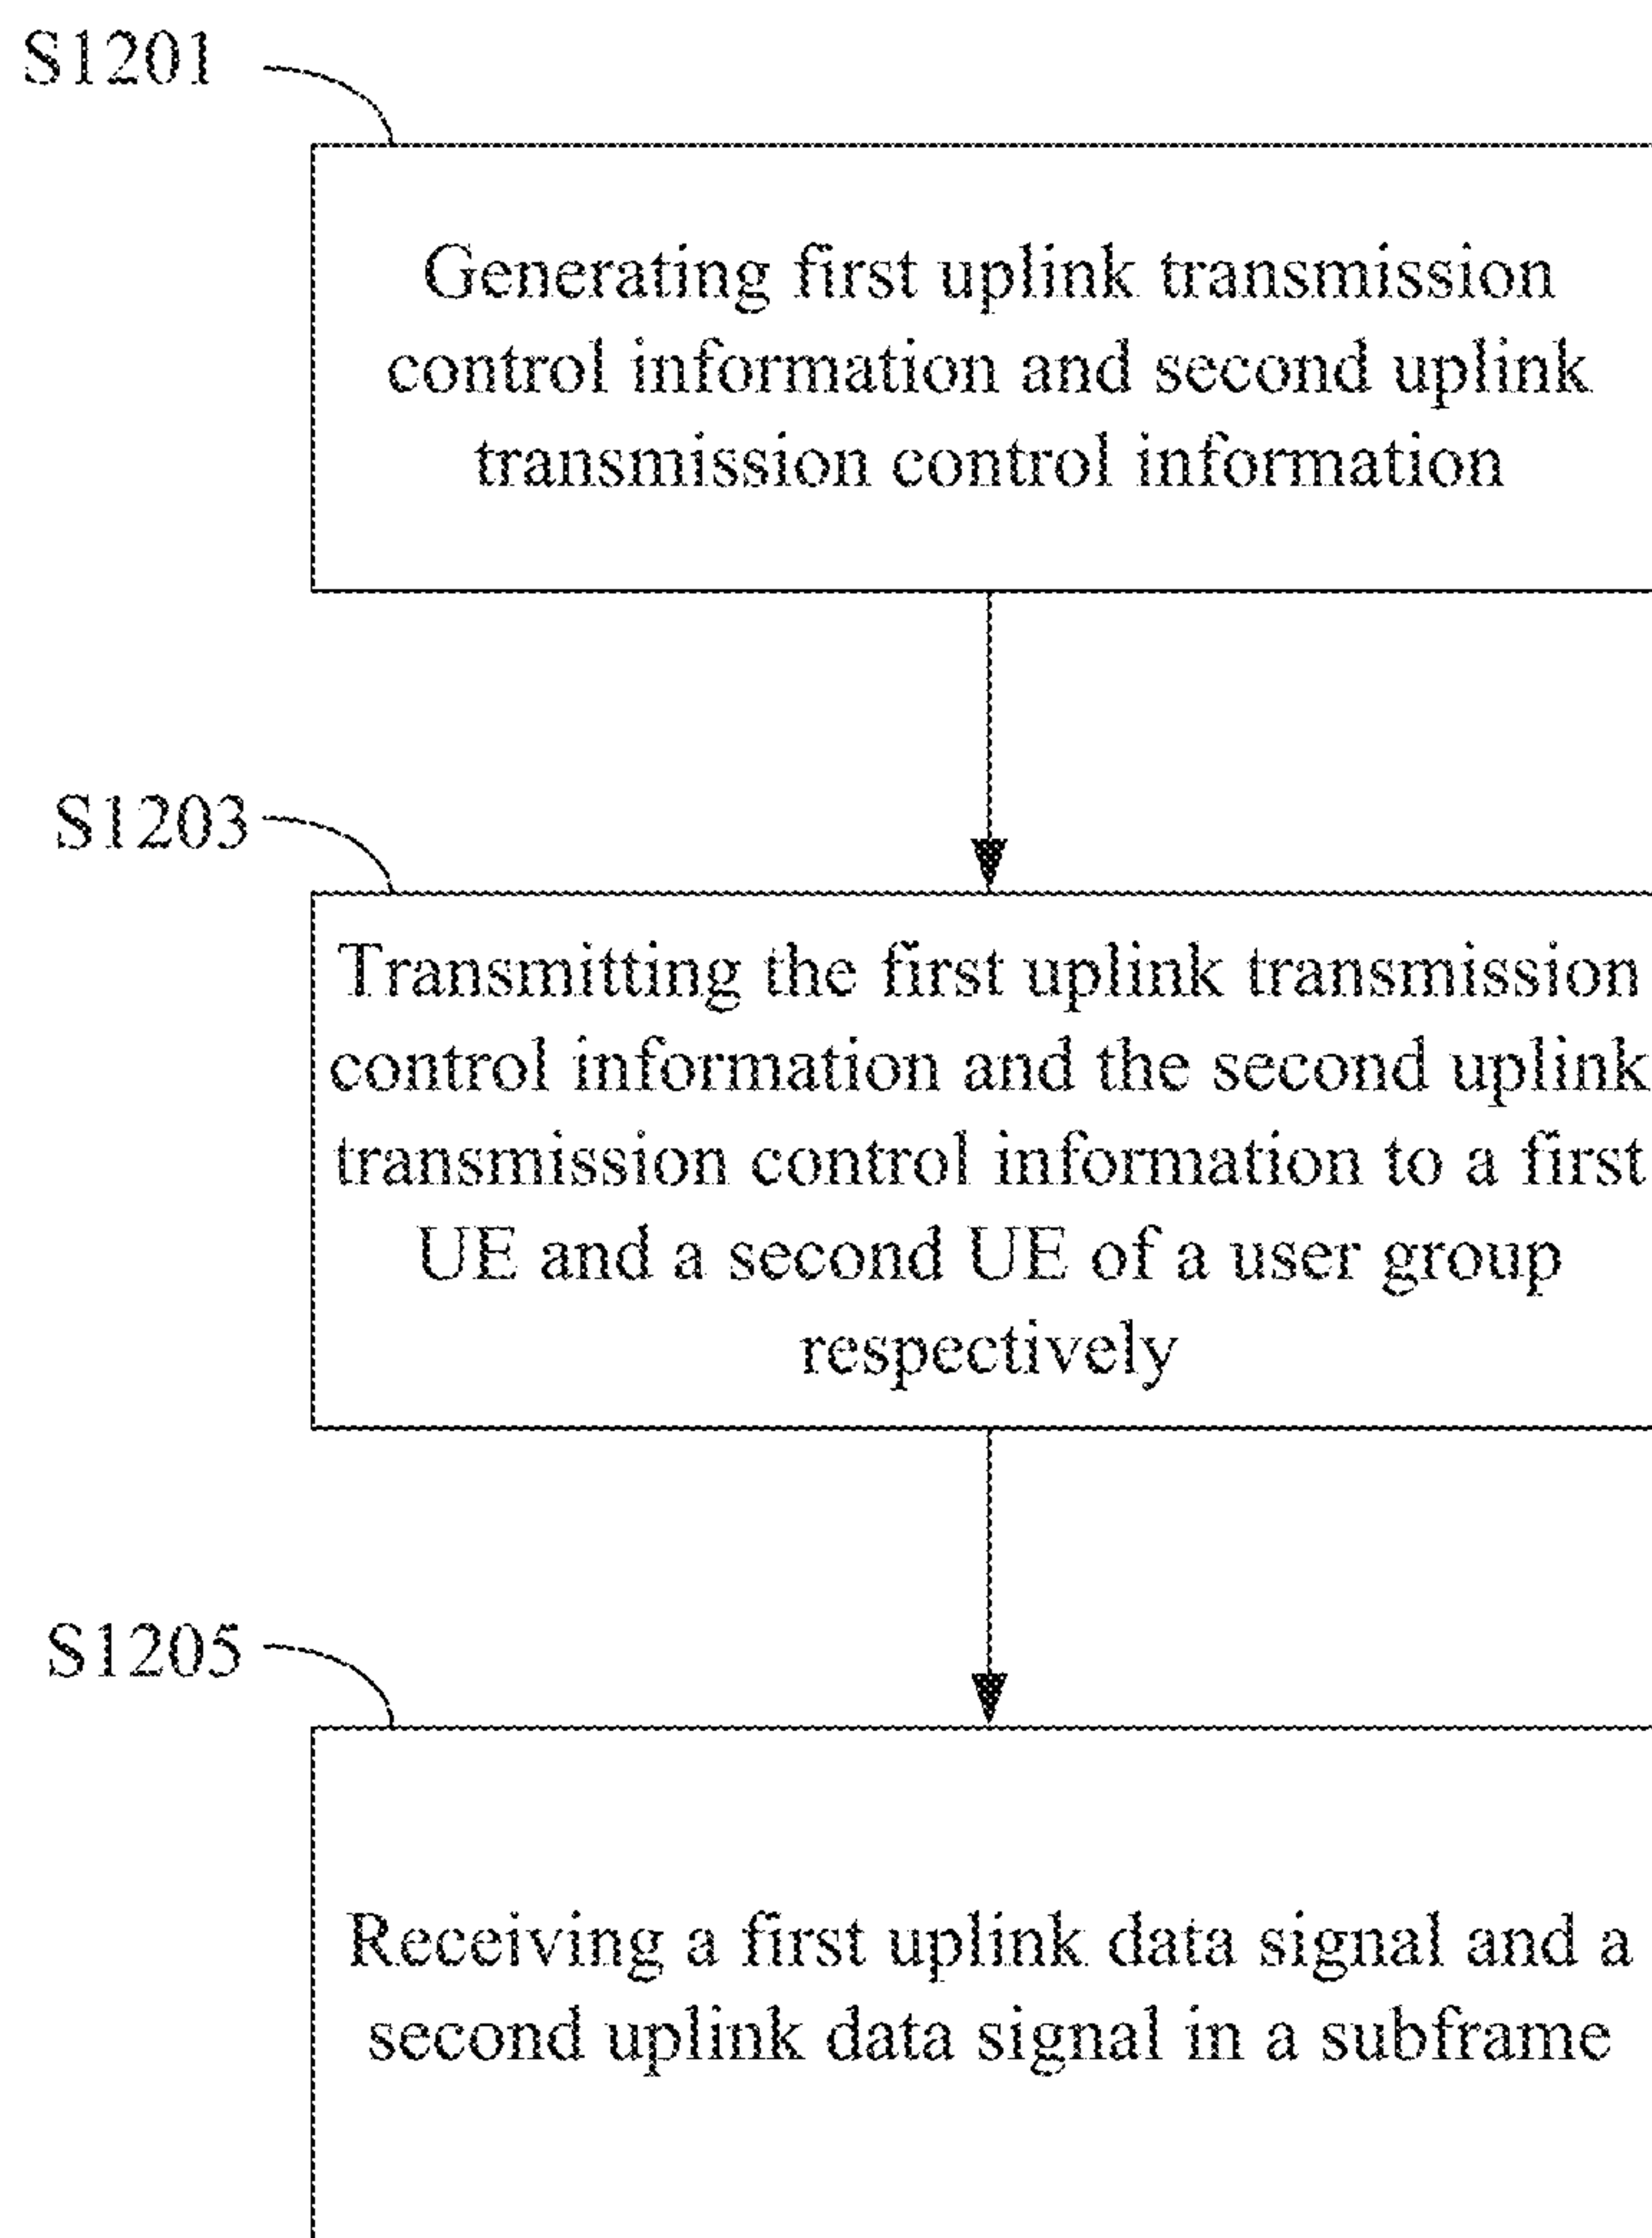 S1201
Generating first uplink transmission
control information and second uplink
transmission control information
S1203
Transmitting the first uplink transmission
control information and the second uplink
transmission control information to a first
UE and a second UE of a user group
respectively
S1205
Receiving a first uplink data signal and a
second uplink data signal in a subframe